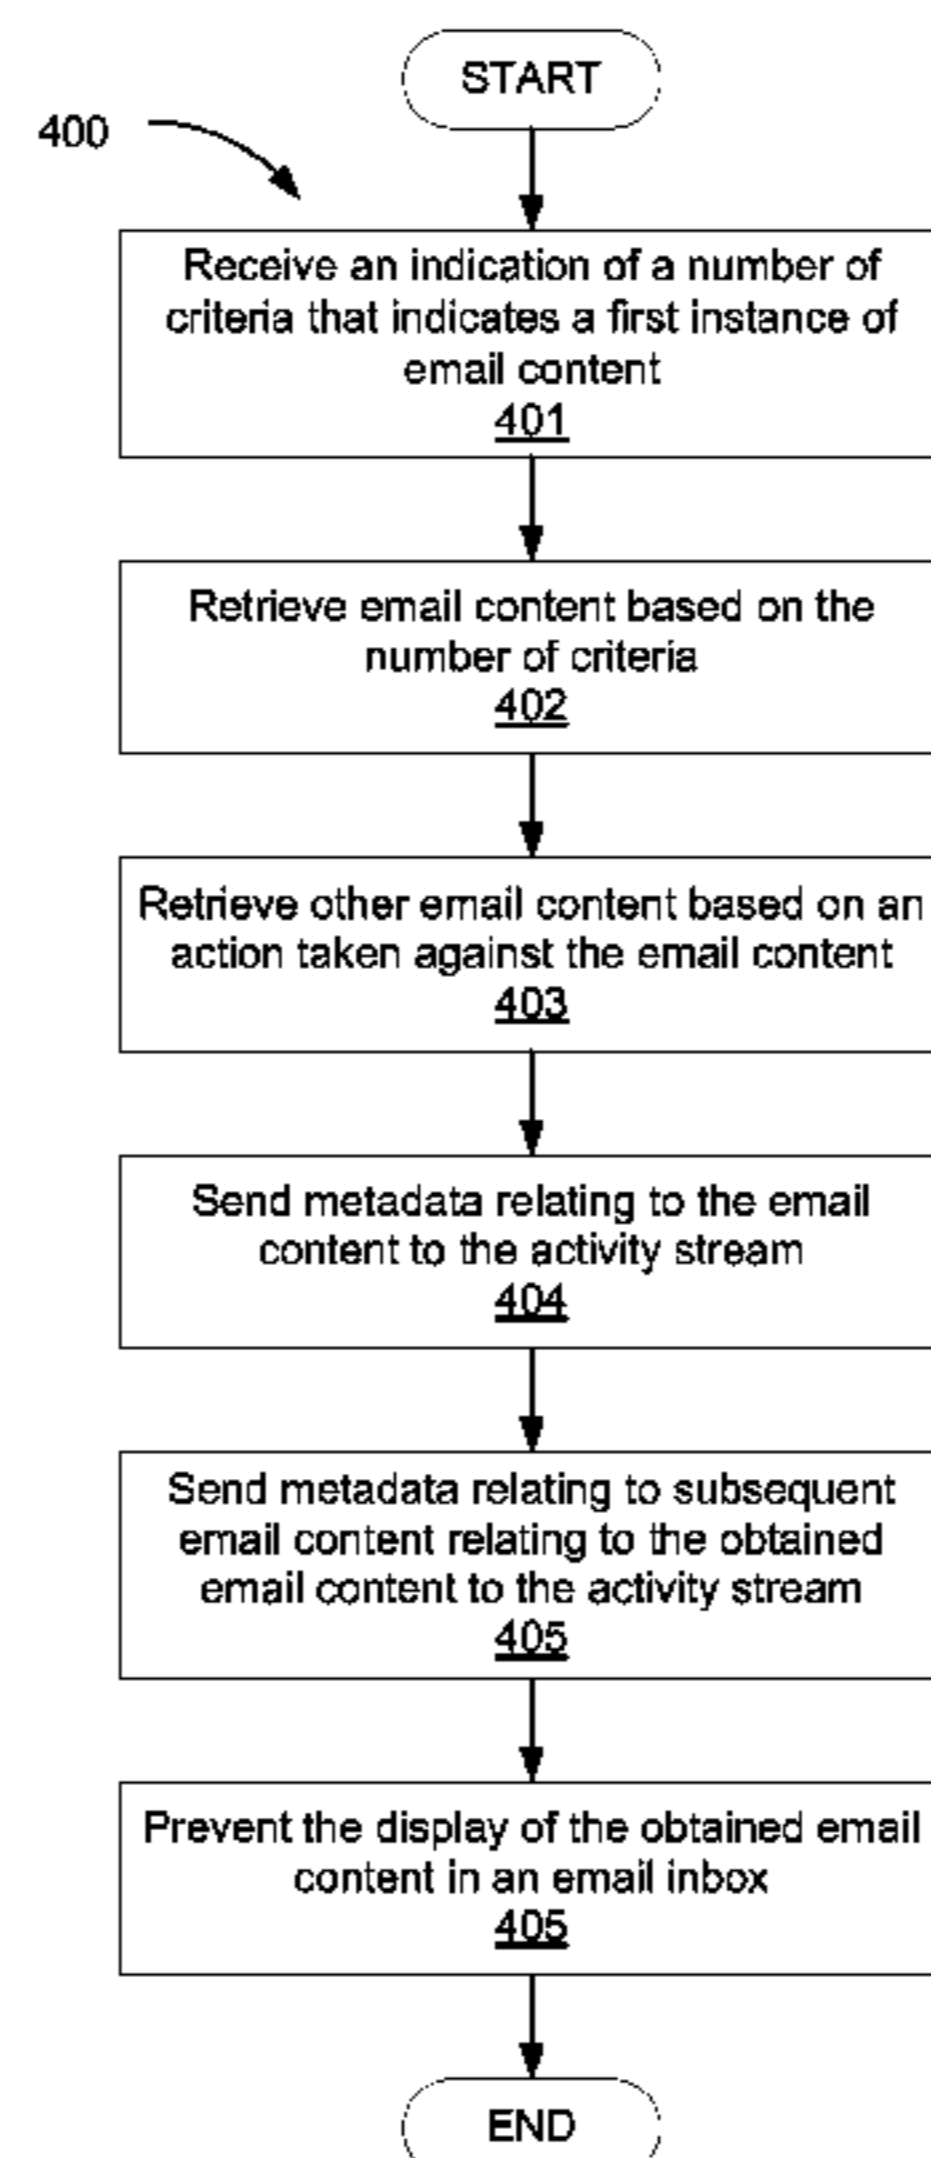 START
400
Receive an indication of a number of
criteria that indicates a first instance of
email content
401
Retrieve email content based on the
number of criteria
402
Retrieve other email content based on an
action taken against the email content
403
Send metadata relating to the email
content to the activity stream
404
Send metadata relating to subsequent
email content relating to the obtained
email content to the activity stream
405
Prevent the display of the obtained email
content in an email inbox
405
END